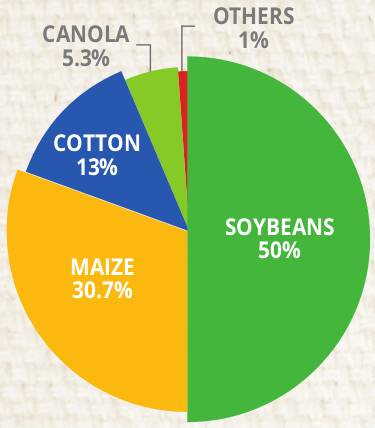 OTHERS
1%
CANOLA
5.3%
COTTON
13%
SOYBEANS
50%
MAIZE
30.7%